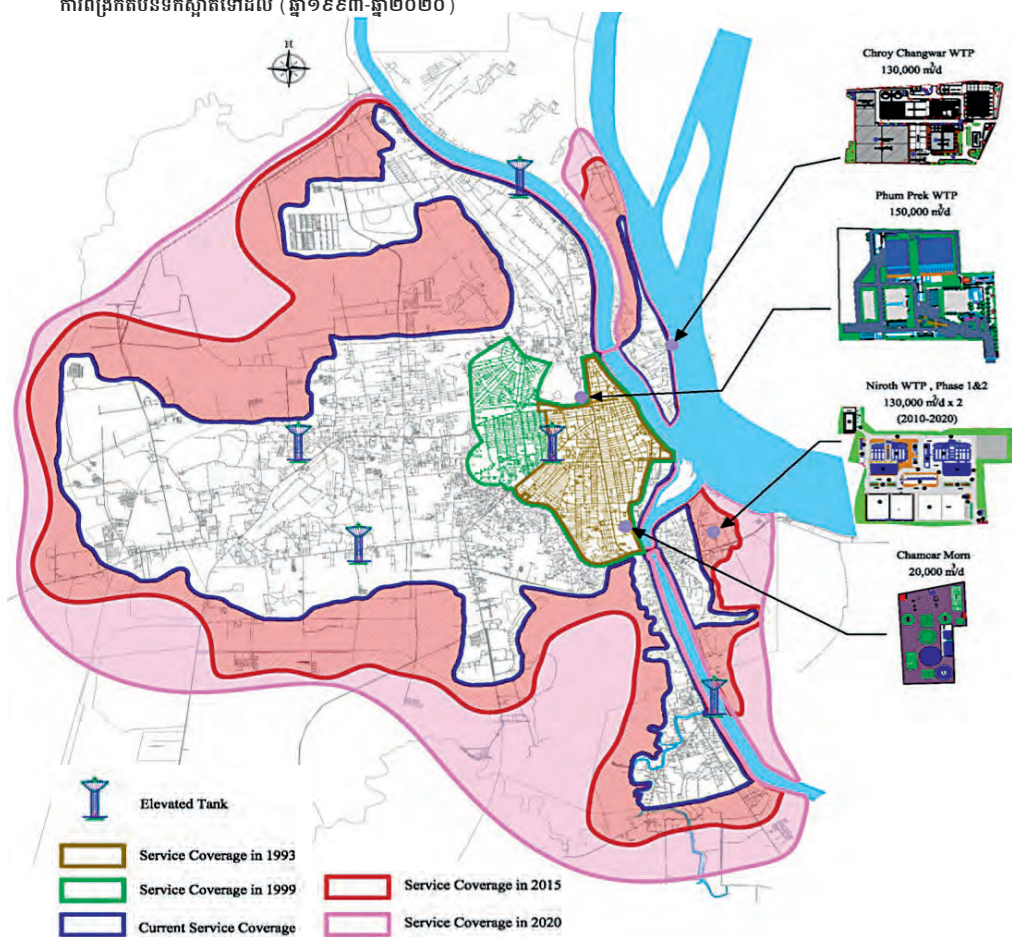 ការពង្រីកតំបន់ទឹកស្អាតទៅដល់ (ឆ្នាំ១៩៩៣-ឆ្នាំ២០២០)
N
Chroy Changwar WTP
130,000 m³/d
Phum Prek WTP
150,000 m³/d
Niroth WTP , Phase 1&2
130,000 m³/d x 2
(2010-2020)
Chamcar Morn
20,000 m³/d
Elevated Tank
Service Coverage in 1993
Service Coverage in 1999
Current Service Coverage
Service Coverage in 2015
Service Coverage in 2020